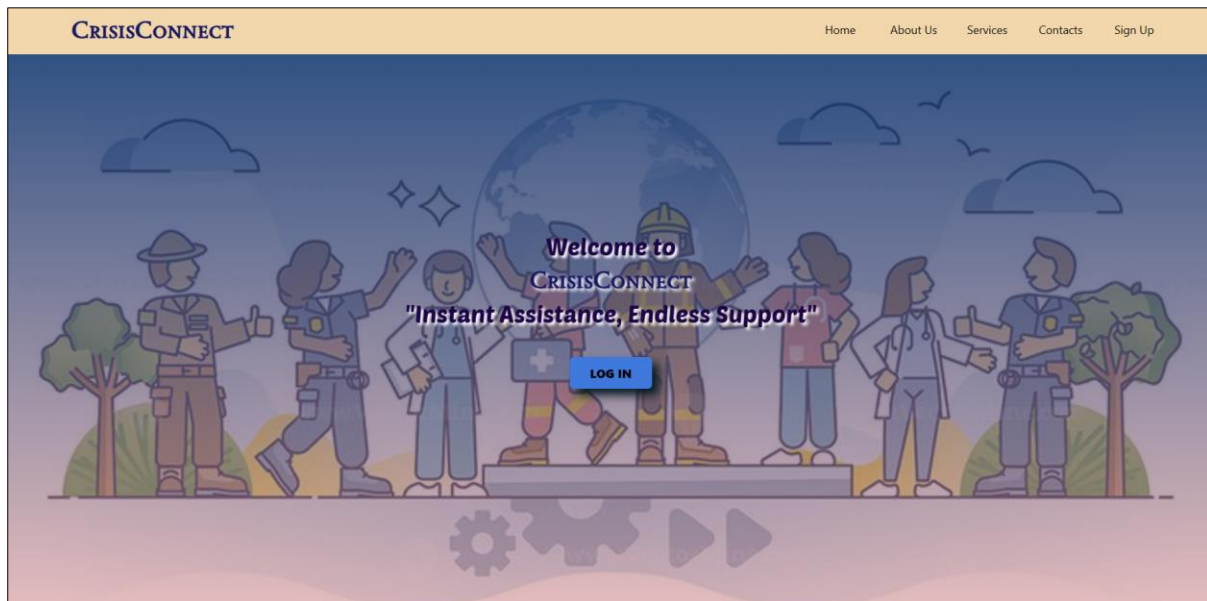 CRISISCONNECT
Home About Us Services Contacts Sign Up
Welcome to
CRISISCONNECT
"Instant Assistance, Endless Support"
LOG IN